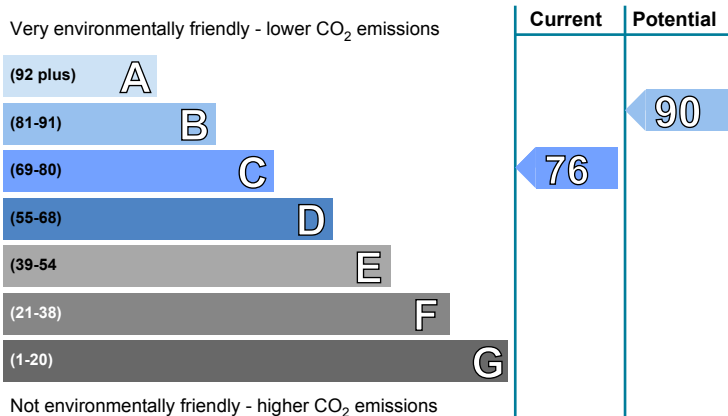 Current Potential
Very environmentally friendly - lower CO2 emissions
(92 plus) A
(81-91) B 90
(69-80) C 76
(55-68) D
(39-54 E
(21-38) F
(1-20) G
Not environmentally friendly - higher CO2 emissions